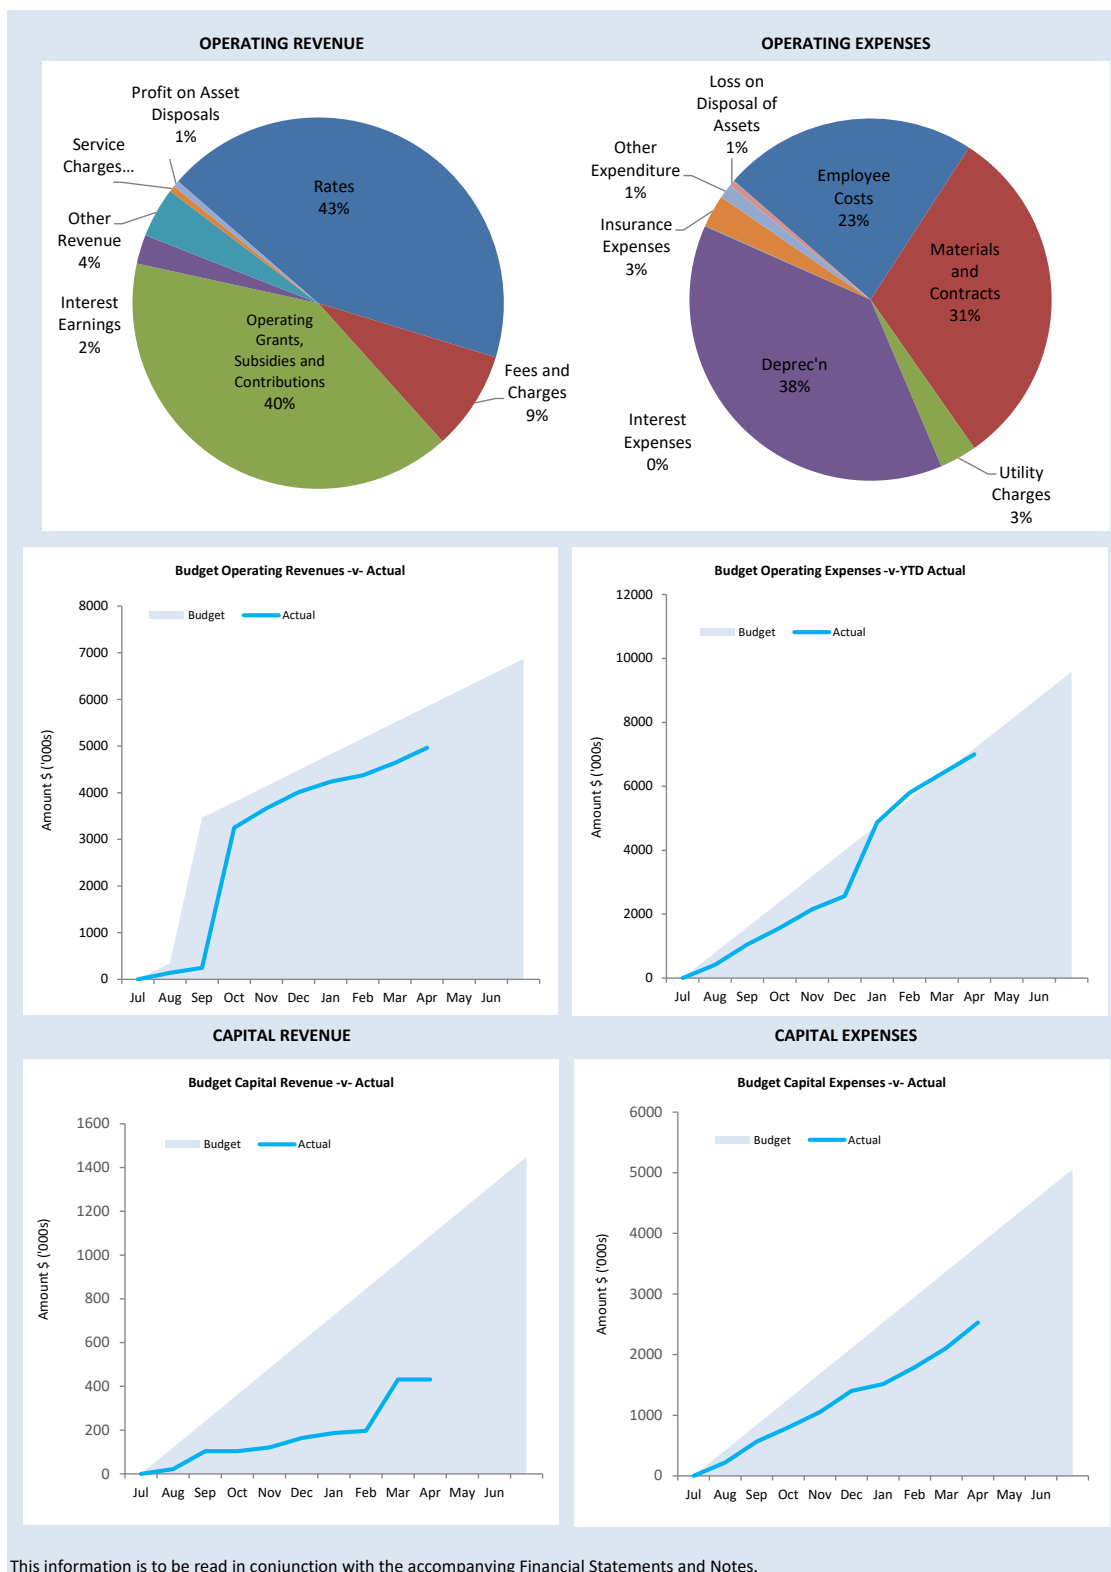 OPERATING REVENUE
OPERATING EXPENSES
Profit on Asset
Disposals
1%
Service
Charges...
Other
Revenue
4%
Interest
Earnings
2%
Rates
43%
Operating
Grants,
Subsidies and
Contributions
40%
Fees and
Charges
9%
Loss on
Disposal of
Assets
1%
Other
Expenditure
1%
Insurance
Expenses
3%
Employee
Costs
23%
Materials
and
Contracts
31%
Deprec'n
38%
Interest
Expenses
0%
Utility
Charges
3%
Budget Operating Revenues -v- Actual
Budget
Actual
Amount $ ('000s)
8000
7000
6000
5000
4000
3000
2000
1000
0
Jul Aug Sep Oct Nov Dec Jan Feb Mar Apr May Jun
Budget Operating Expenses -v-YTD Actual
Budget
Actual
Amount $ ('000s)
12000
10000
8000
6000
4000
2000
0
Jul Aug Sep Oct Nov Dec Jan Feb Mar Apr May Jun
CAPITAL REVENUE
CAPITAL EXPENSES
Budget Capital Revenue -v- Actual
Budget
Actual
Amount $ ('000s)
1600
1400
1200
1000
800
600
400
200
0
Jul Aug Sep Oct Nov Dec Jan Feb Mar Apr May Jun
Budget Capital Expenses -v- Actual
Budget
Actual
Amount $ ('000s)
6000
5000
4000
3000
2000
1000
0
Jul Aug Sep Oct Nov Dec Jan Feb Mar Apr May Jun
This information is to be read in conjunction with the accompanying Financial Statements and Notes.